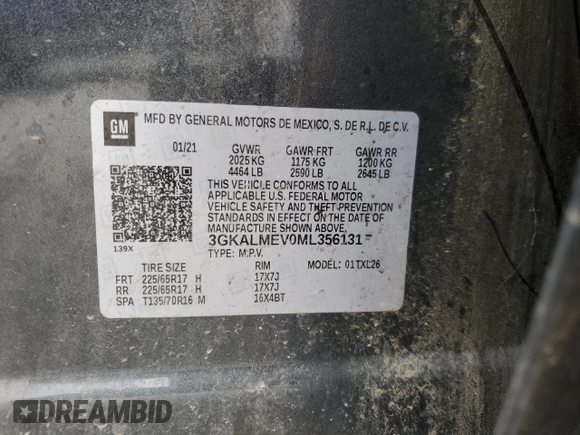 GM
MFD BY GENERAL MOTORS DE MEXICO, S. DE R.L. DE C.V.
01/21 GVWR GAWR FRT GAWR RR
2025 KG 1175 KG 1200 KG
4464 LB 2590 LB 2645 LB
THIS VEHICLE CONFORMS TO ALL
APPLICABLE U.S. FEDERAL MOTOR
VEHICLE SAFETY AND THEFT-PREVENTION
STANDARDS IN EFFECT ON THE DATE OF
MANUFACTURE SHOWN ABOVE.
139X 3GKALMEV0ML356131
TYPE: M.P.V.
TIRE SIZE RIM MODEL: 01TXL26
FRT 225/65R17 H 17X7J
RR 225/65R17 H 17X7J
SPA T135/70R16 M 16X4BT
DREAMBID